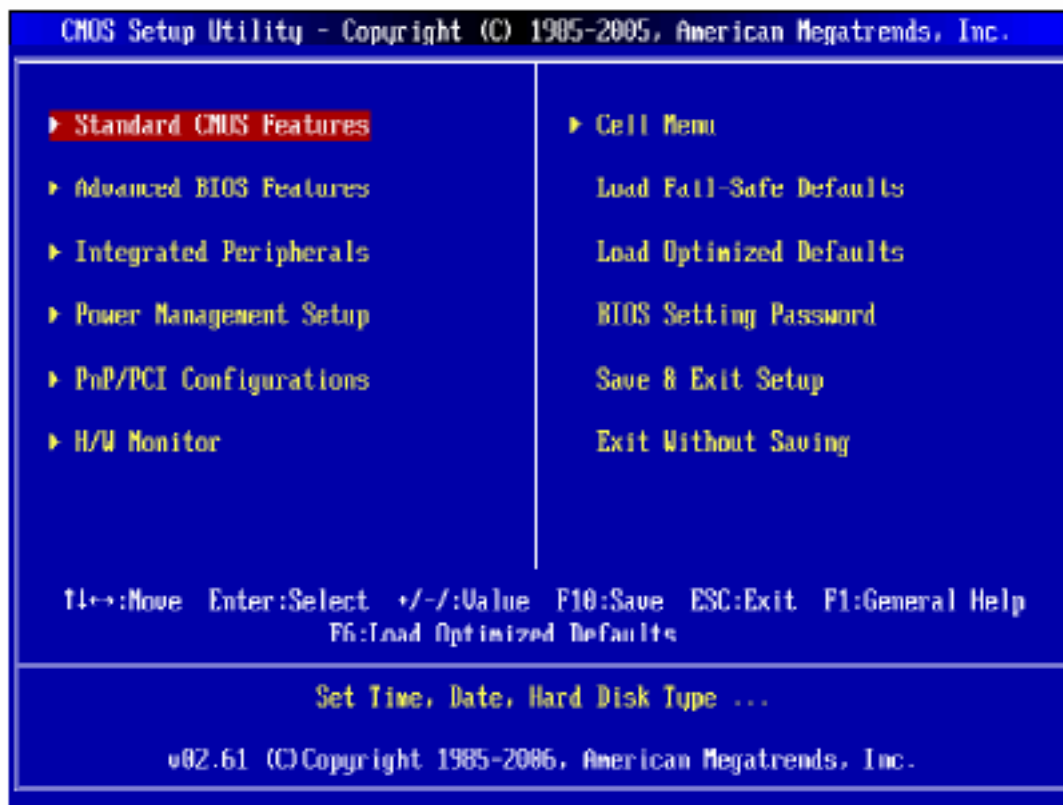 CMOS Setup Utility - Copyright (C) 1985-2005, American Megatrends, Inc.
▶ Standard CMOS Features
▶ Advanced BIOS Features
▶ Integrated Peripherals
▶ Power Management Setup
▶ PnP/PCI Configurations
▶ H/W Monitor
▶ Cell Menu
Load Fail-Safe Defaults
Load Optimized Defaults
BIOS Setting Password
Save & Exit Setup
Exit Without Saving
↑↓←→:Move Enter:Select +/-/:Value F10:Save ESC:Exit F1:General Help
F6:Load Optimized Defaults
Set Time, Date, Hard Disk Type ...
v02.61 (C)Copyright 1985-2006, American Megatrends, Inc.